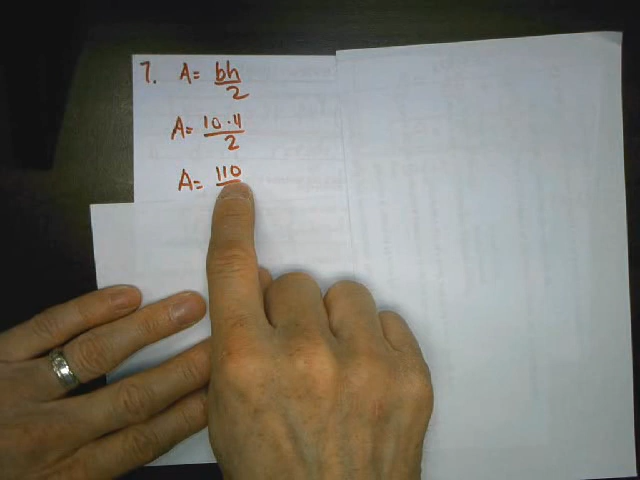 7. A = bh/2
A = 10·11/2
A = 110/